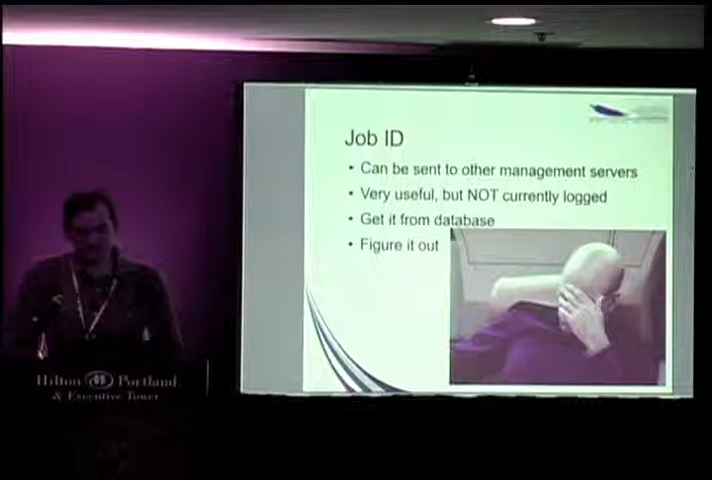 Job ID
• Can be sent to other management servers
• Very useful, but NOT currently logged
• Get it from database
• Figure it out
Hilton Portland
& Executive Tower